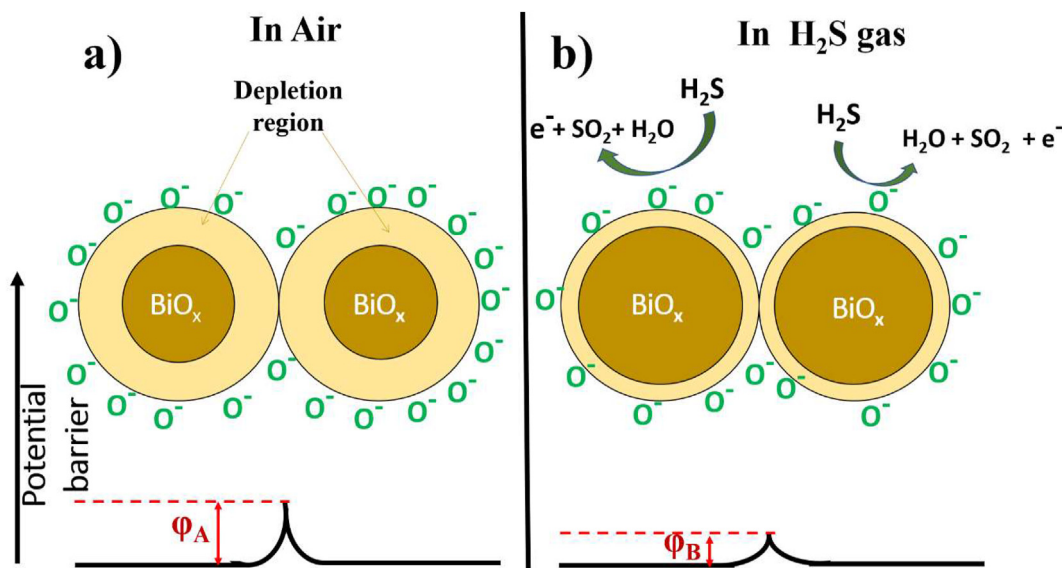 In Air
In H₂S gas
a)
b)
Depletion
region
H₂S
e⁻+ SO₂+ H₂O
H₂S
H₂O + SO₂ + e⁻
O⁻ O⁻ O⁻ O⁻ O⁻ O⁻ O⁻
O⁻ O⁻ O⁻ O⁻
O⁻ O⁻
O⁻ O⁻
O⁻ O⁻ O⁻
O⁻ O⁻ O⁻ O⁻ O⁻ O⁻
BiOₓ
BiOₓ
O⁻ O⁻ O⁻ O⁻ O⁻
O⁻ O⁻ O⁻
O⁻ O⁻
O⁻ O⁻ O⁻ O⁻ O⁻
O⁻ O⁻ O⁻ O⁻
BiOₓ
BiOₓ
Potential
barrier
φA
φB